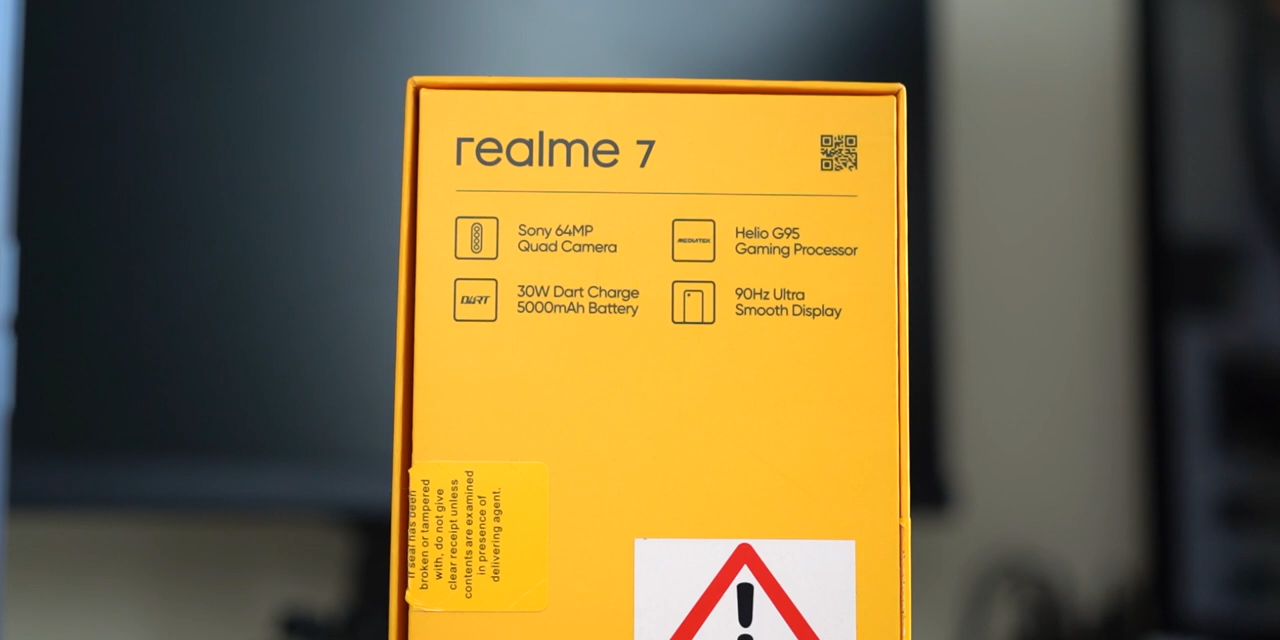 realme 7
Sony 64MP
Quad Camera
MEDIATEK
Helio G95
Gaming Processor
DART
30W Dart Charge
5000mAh Battery
90Hz Ultra
Smooth Display
If seal has been
broken or tampered
with, do not give
clear receipt unless
contents are examined
in presence of
delivering agent.
!